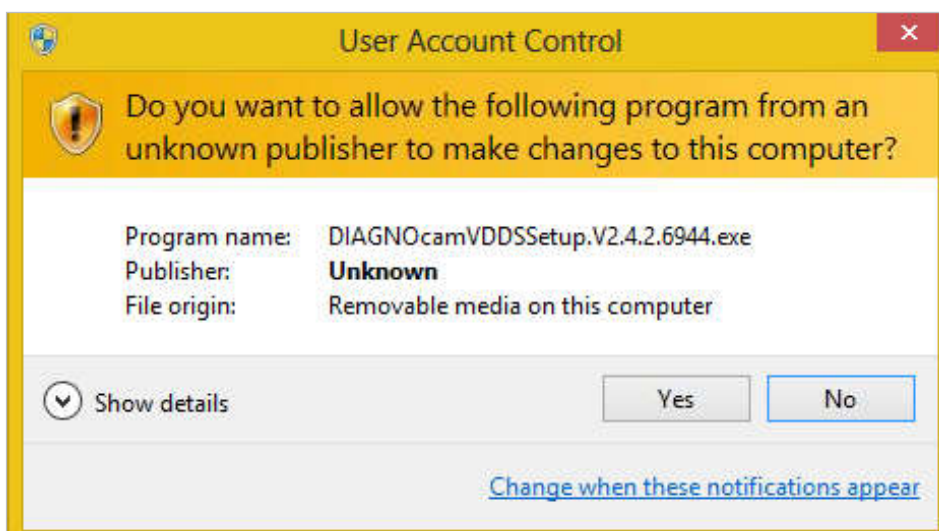 User Account Control
Do you want to allow the following program from an
unknown publisher to make changes to this computer?
Program name: DIAGNOcamVDDSSetup.V2.4.2.6944.exe
Publisher: Unknown
File origin: Removable media on this computer
Show details
Yes
No
Change when these notifications appear